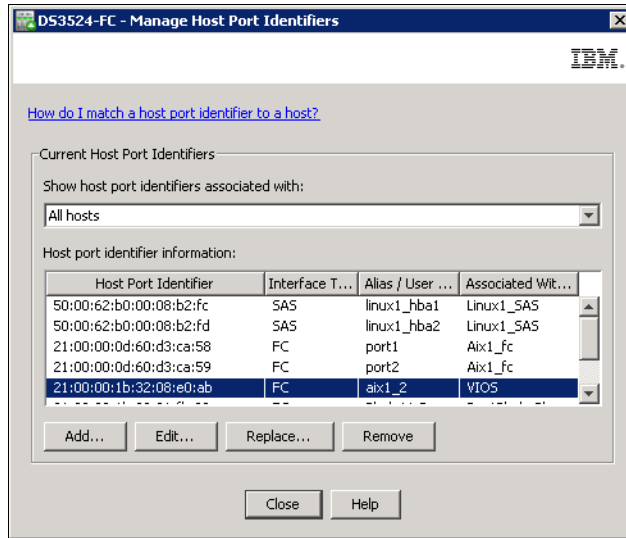 DS3524-FC - Manage Host Port Identifiers
IBM.
How do I match a host port identifier to a host?
Current Host Port Identifiers
Show host port identifiers associated with:
All hosts
Host port identifier information:
Host Port Identifier Interface T... Alias / User ... Associated Wit...
50:00:62:b0:00:08:b2:fc SAS linux1_hba1 Linux1_SAS
50:00:62:b0:00:08:b2:fd SAS linux1_hba2 Linux1_SAS
21:00:00:0d:60:d3:ca:58 FC port1 Aix1_fc
21:00:00:0d:60:d3:ca:59 FC port2 Aix1_fc
21:00:00:1b:32:08:e0:ab FC aix1_2 VIOS
Add... Edit... Replace... Remove
Close Help